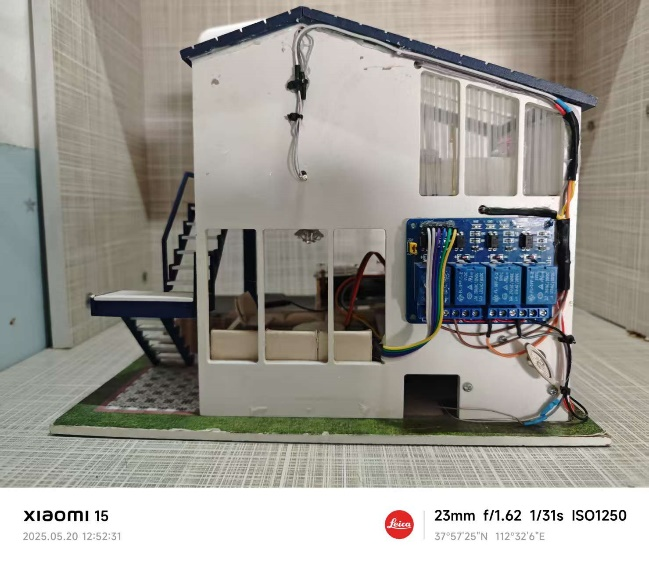 xiaomi 15
2025.05.20 12:52:31
Leica
23mm f/1.62 1/31s ISO1250
37°57'25"N 112°32'6"E